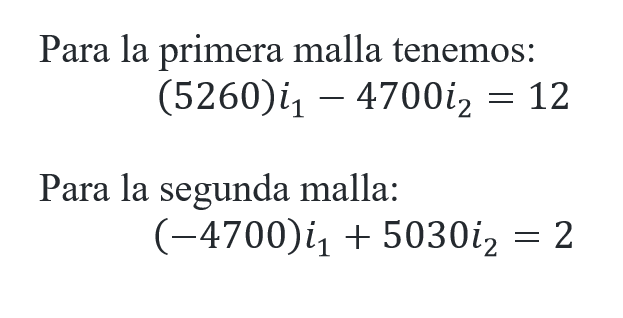 Para la primera malla tenemos:
(5260)i₁ − 4700i₂ = 12
Para la segunda malla:
(−4700)i₁ + 5030i₂ = 2